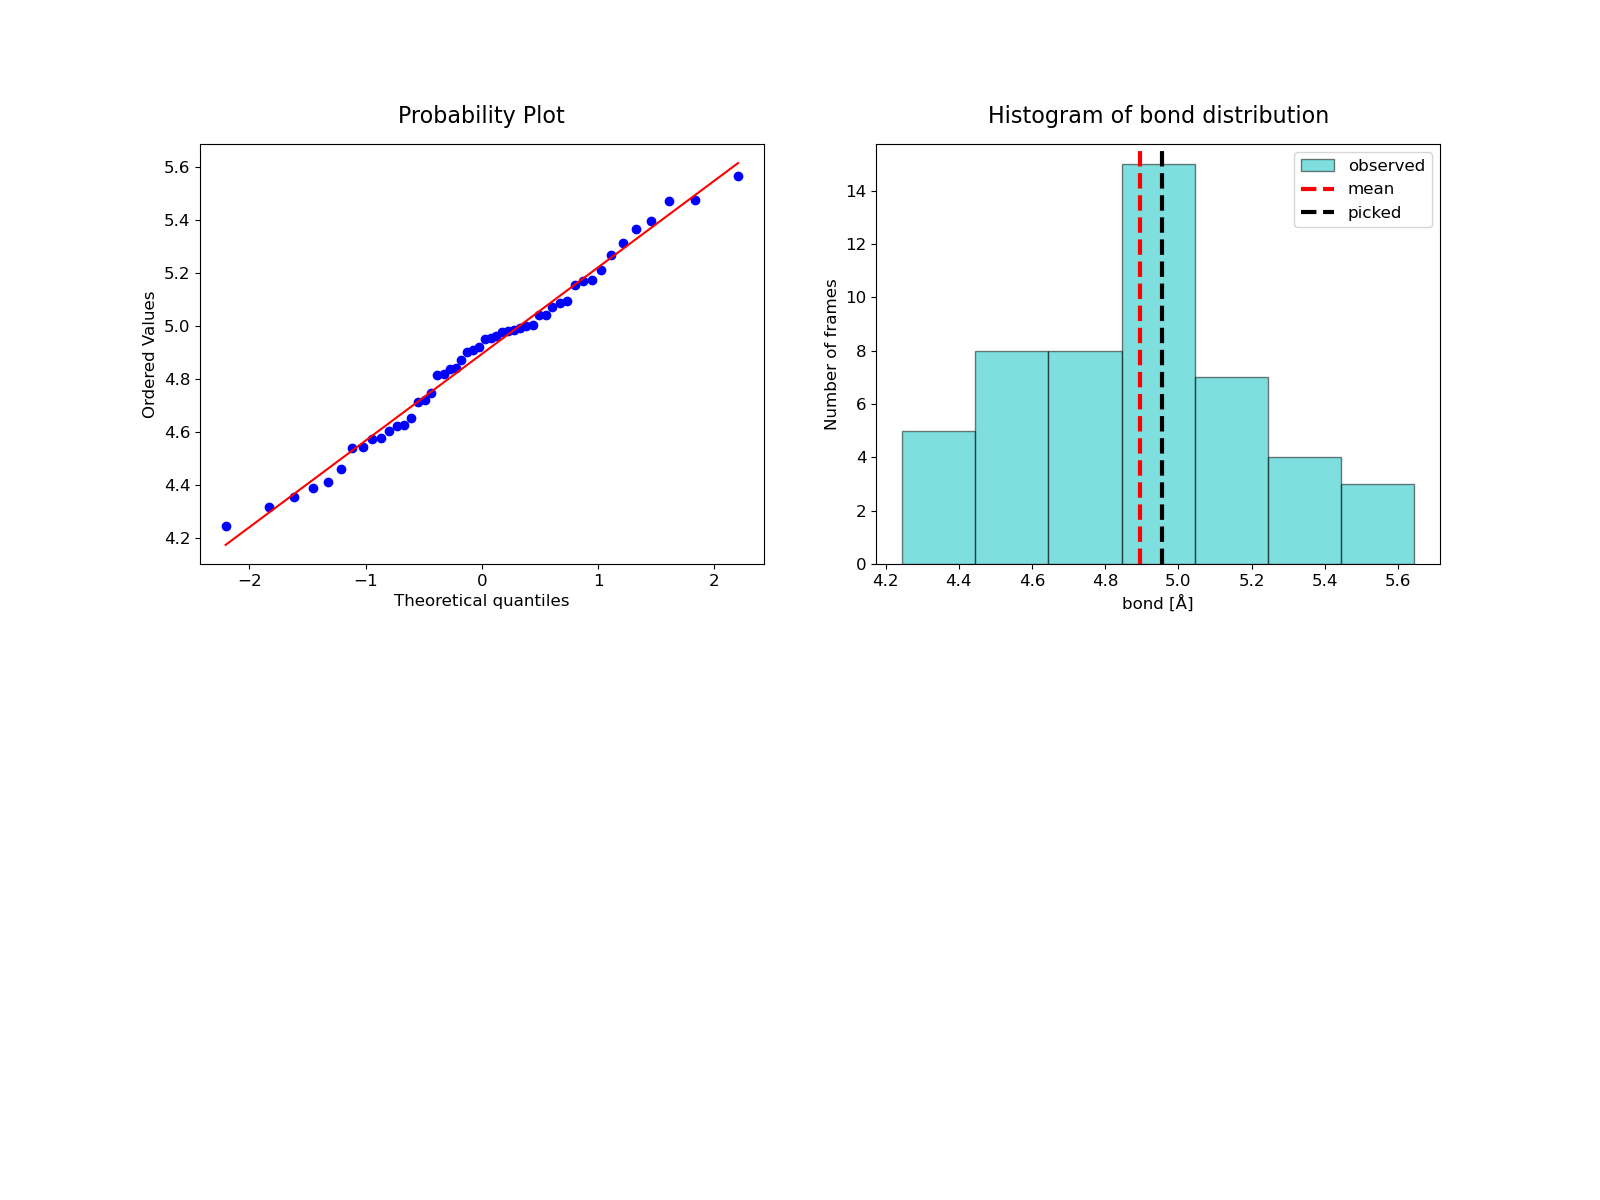 Probability Plot
5.6
5.4
5.2
5.0
4.8
4.6
4.4
4.2
Ordered Values
−2 −1 0 1 2
Theoretical quantiles
Histogram of bond distribution
observed
mean
picked
14
12
10
8
6
4
2
0
Number of frames
4.2 4.4 4.6 4.8 5.0 5.2 5.4 5.6
bond [Å]